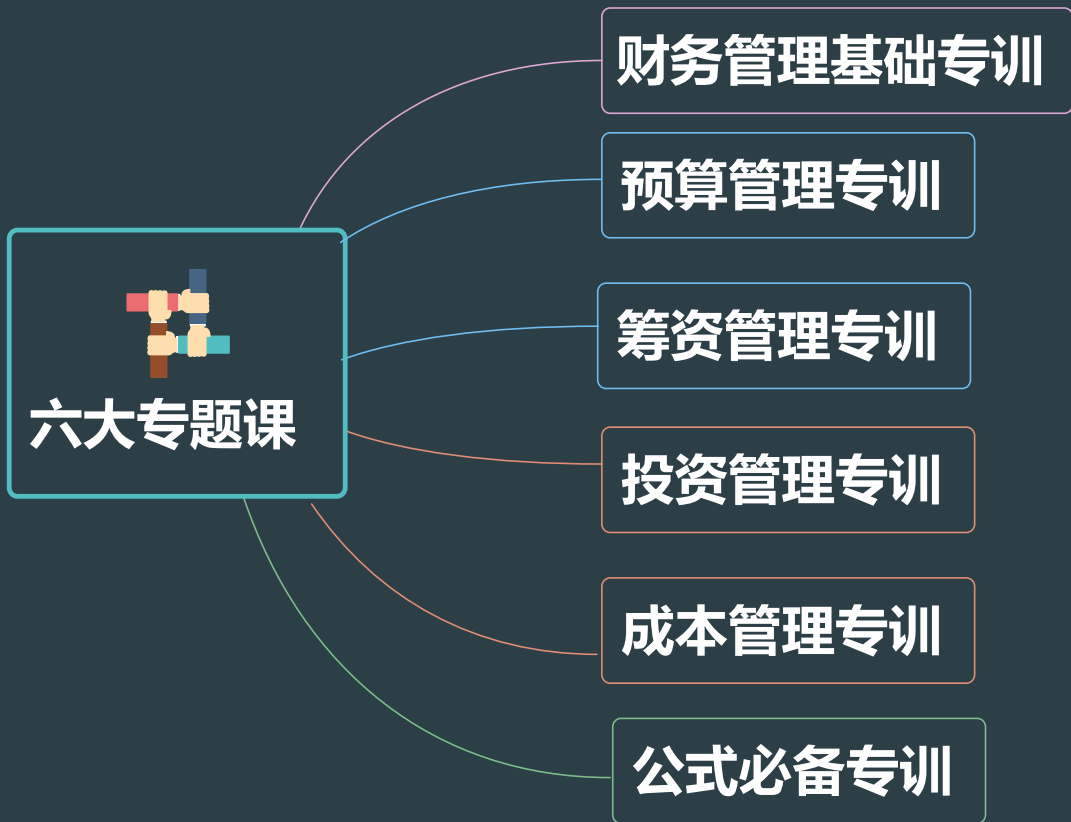 财务管理基础专训
预算管理专训
筹资管理专训
六大专题课
投资管理专训
成本管理专训
公式必备专训